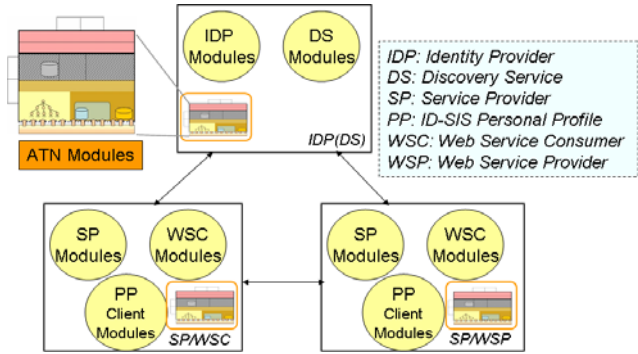 IDP
Modules
DS
Modules
IDP(DS)
ATN Modules
IDP: Identity Provider
DS: Discovery Service
SP: Service Provider
PP: ID-SIS Personal Profile
WSC: Web Service Consumer
WSP: Web Service Provider
SP
Modules
WSC
Modules
PP
Client
Modules
SP/WSC
SP
Modules
WSC
Modules
PP
Client
Modules
SP/WSP